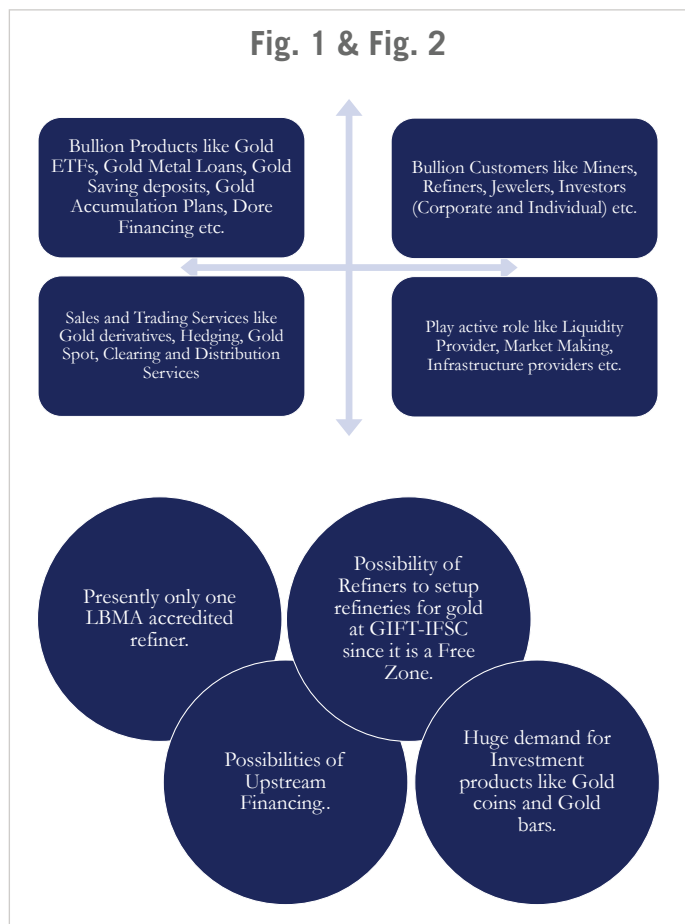 Fig. 1 & Fig. 2
Bullion Products like Gold
ETFs, Gold Metal Loans, Gold
Saving deposits, Gold
Accumulation Plans, Dore
Financing etc.
Bullion Customers like Miners,
Refiners, Jewelers, Investors
(Corporate and Individual) etc.
Sales and Trading Services like
Gold derivatives, Hedging, Gold
Spot, Clearing and Distribution
Services
Play active role like Liquidity
Provider, Market Making,
Infrastructure providers etc.
Presently only one
LBMA accredited
refiner.
Possibility of
Refiners to setup
refineries for gold
at GIFT-IFSC
since it is a Free
Zone.
Possibilities of
Upstream
Financing..
Huge demand for
Investment
products like Gold
coins and Gold
bars.